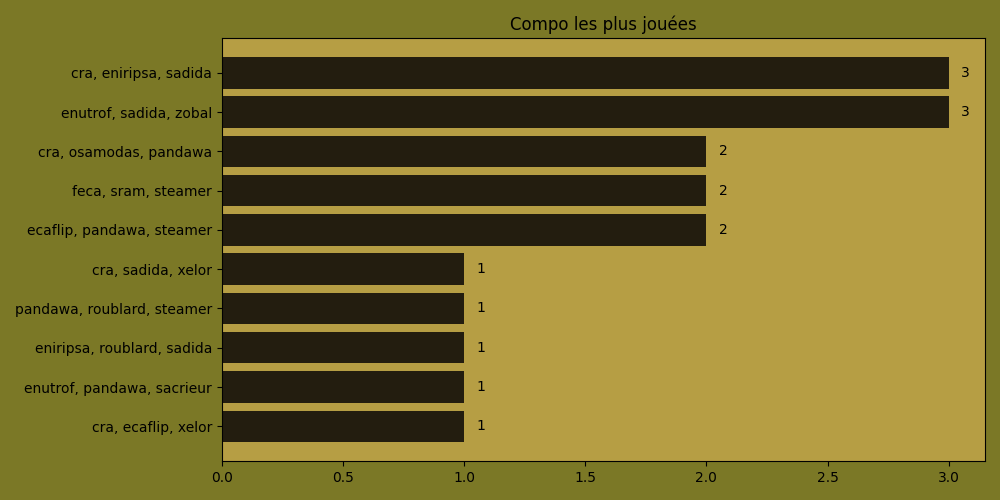 Compo les plus jouées
cra, eniripsa, sadida 3
enutrof, sadida, zobal 3
cra, osamodas, pandawa 2
feca, sram, steamer 2
ecaflip, pandawa, steamer 2
cra, sadida, xelor 1
pandawa, roublard, steamer 1
eniripsa, roublard, sadida 1
enutrof, pandawa, sacrieur 1
cra, ecaflip, xelor 1
0.0 0.5 1.0 1.5 2.0 2.5 3.0